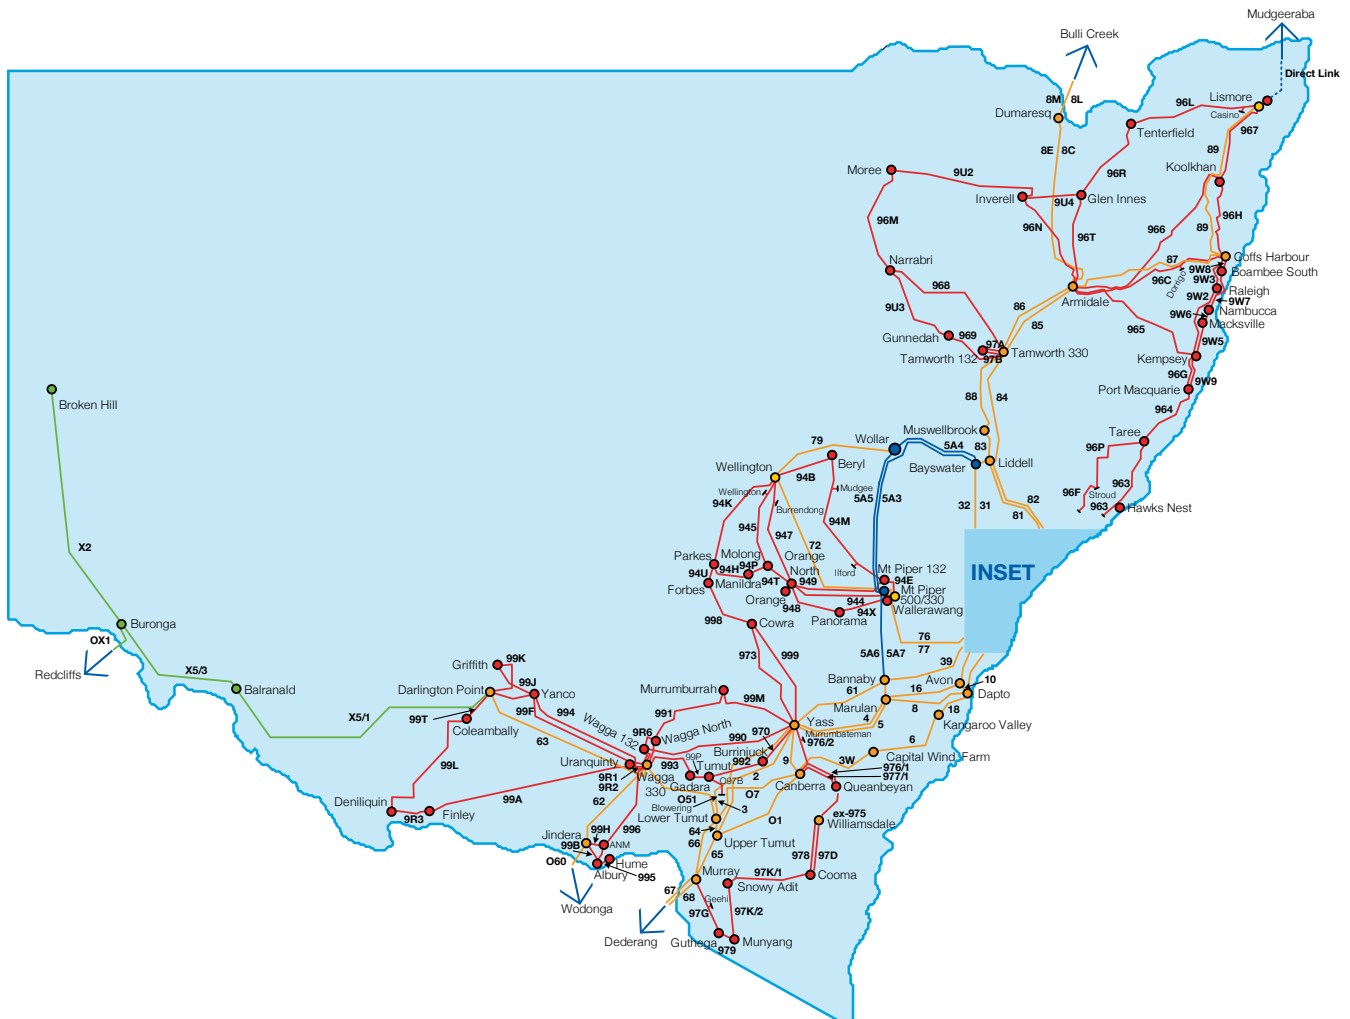 Mudgeeraba
Bulli Creek
Direct Link
8M
8L
Lismore
96L
Dumaresq
Casino
967
Tenterfield
8E
8C
89
Koolkhan
Moree
9U2
96R
Inverell
9U4
Glen Innes
96M
96N
96T
966
96H
89
Narrabri
87
Coffs Harbour
9W8
Boambee South
96C
Dorrigo
9W3
Raleigh
968
9W2
9W7
Armidale
9U3
86
9W6
Nambucca
Macksville
85
965
Gunnedah
969
97A
9W5
Tamworth 132
97B
Tamworth 330
Kempsey
96G
9W9
Broken Hill
88
84
Port Macquarie
964
Muswellbrook
Taree
79
Wollar
5A4
83
96P
Wellington
Beryl
Bayswater
Liddell
94B
Wellington
Mudgee
96F
Stroud
963
94K
Burrendong
5A5
5A3
32
31
82
963
Hawks Nest
81
945
94M
947
X2
72
Parkes
Molong
Orange
94U
94H
94P
North
Ilford
Mt Piper 132
INSET
Forbes
Manildra
94T
949
94E
Mt Piper
Orange
944
500/330
948
94X
Wallerawang
Panorama
998
Cowra
Buronga
76
OX1
77
973
999
5A6
5A7
Griffith
99K
39
Redcliffs
X5/3
99J
Bannaby
Avon
10
Balranald
Darlington Point
Yanco
Murrumburrah
61
16
Dapto
99M
99F
994
Marulan
8
18
X5/1
99T
991
Yass
4
5
Kangaroo Valley
Coleambally
Wagga 132
9R6
Wagga North
970
Murrumbateman
6
63
990
976/2
Burrinjuck
9
3W
Capital Wind Farm
Uranquinty
993
99P
992
976/1
99L
9R1
Wagga
Tumut
2
977/1
9R2
330
Gadara
O97B
Canberra
Queanbeyan
Deniliquin
99A
62
O51
O7
Blowering
3
ex-975
9R3
Finley
Lower Tumut
O1
Williamsdale
Jindera
99H
996
64
66
Upper Tumut
99B
ANM
65
978
97D
O60
Hume
Albury
995
Murray
97K/1
Cooma
67
Snowy Adit
68
Geehi
Wodonga
97G
97K/2
Dederang
Guthega
Munyang
979